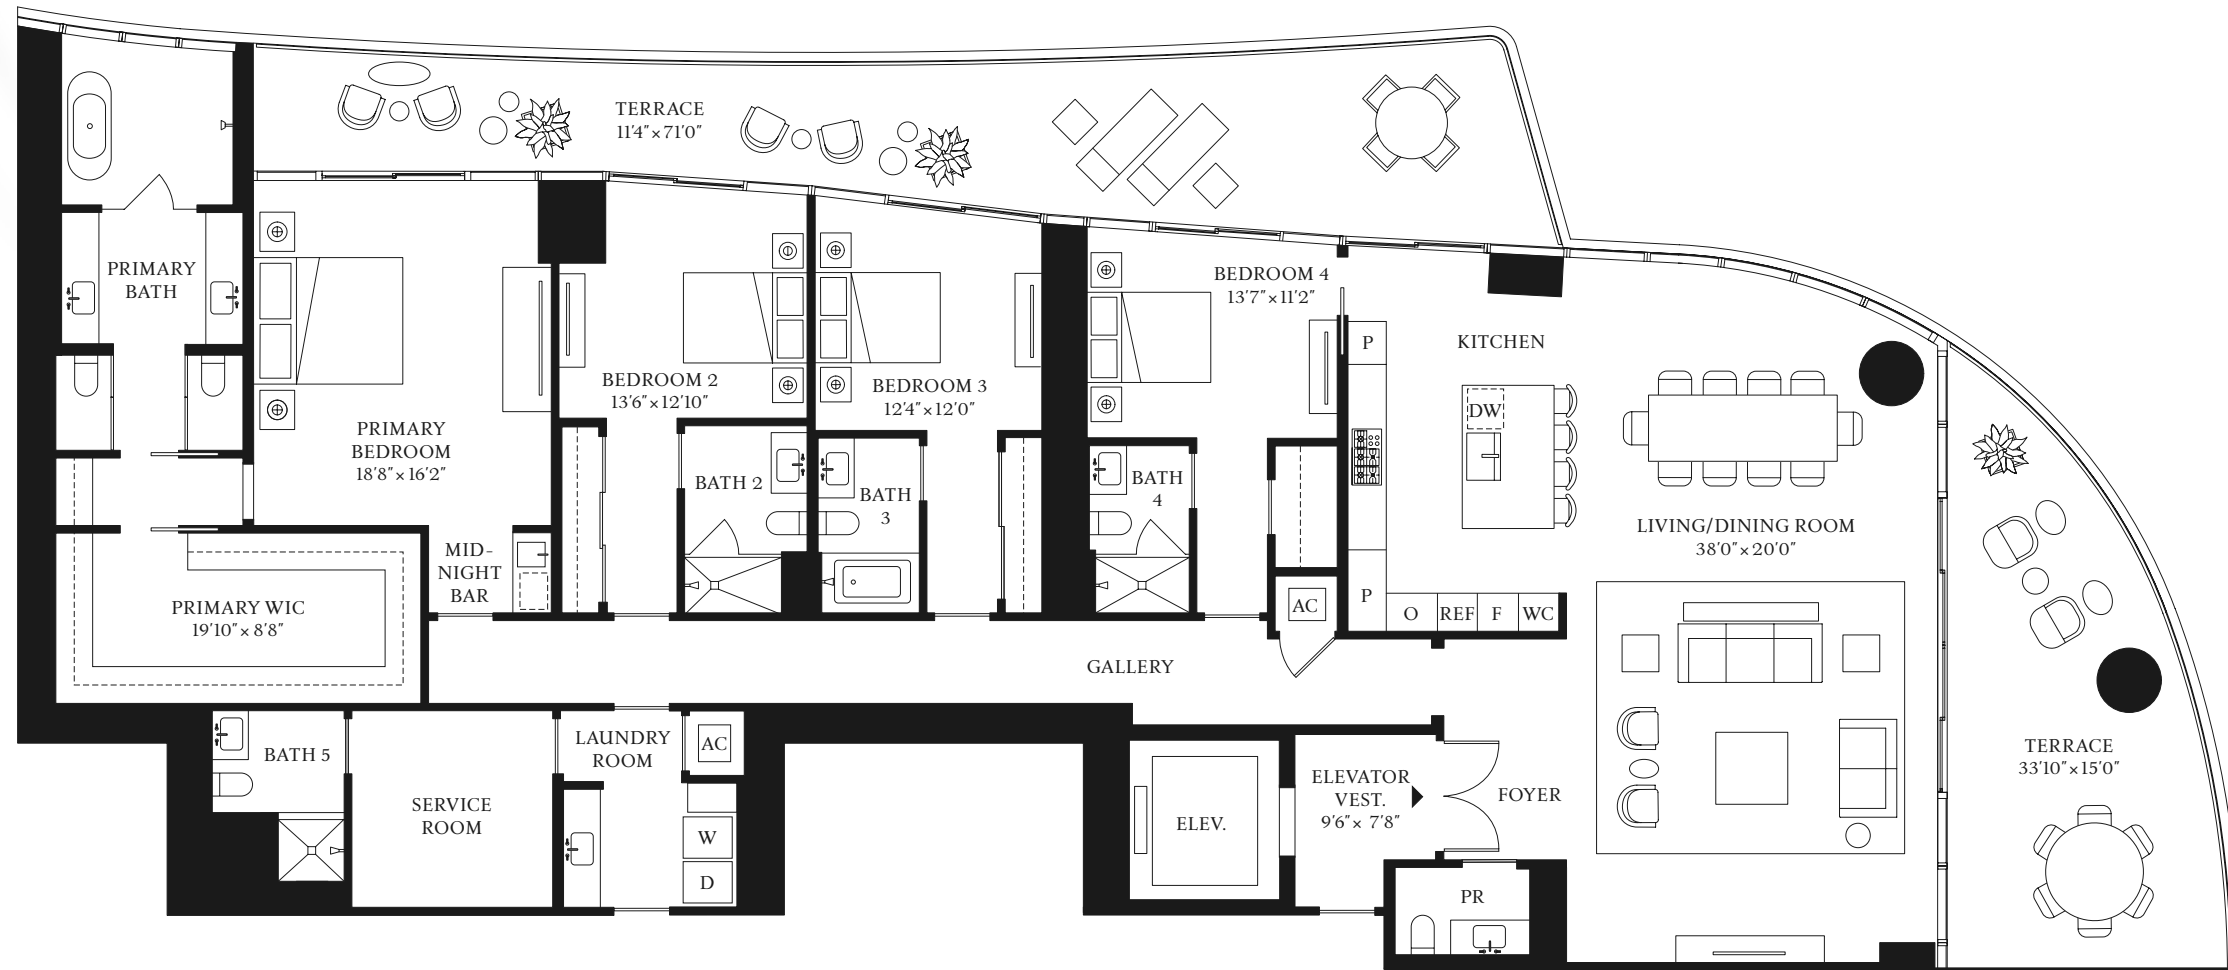 TERRACE
11'4"×71'0"
PRIMARY
BATH
PRIMARY
BEDROOM
18'8"×16'2"
BEDROOM 2
13'6"×12'10"
BEDROOM 3
12'4"×12'0"
BEDROOM 4
13'7"×11'2"
P
KITCHEN
DW
BATH 2
BATH
3
BATH
4
LIVING/DINING ROOM
38'0"×20'0"
MID-
NIGHT
BAR
PRIMARY WIC
19'10"×8'8"
AC
P
O
REF
F
WC
GALLERY
BATH 5
SERVICE
ROOM
LAUNDRY
ROOM
AC
W
D
ELEV.
ELEVATOR
VEST.
9'6"× 7'8"
FOYER
PR
TERRACE
33'10"×15'0"